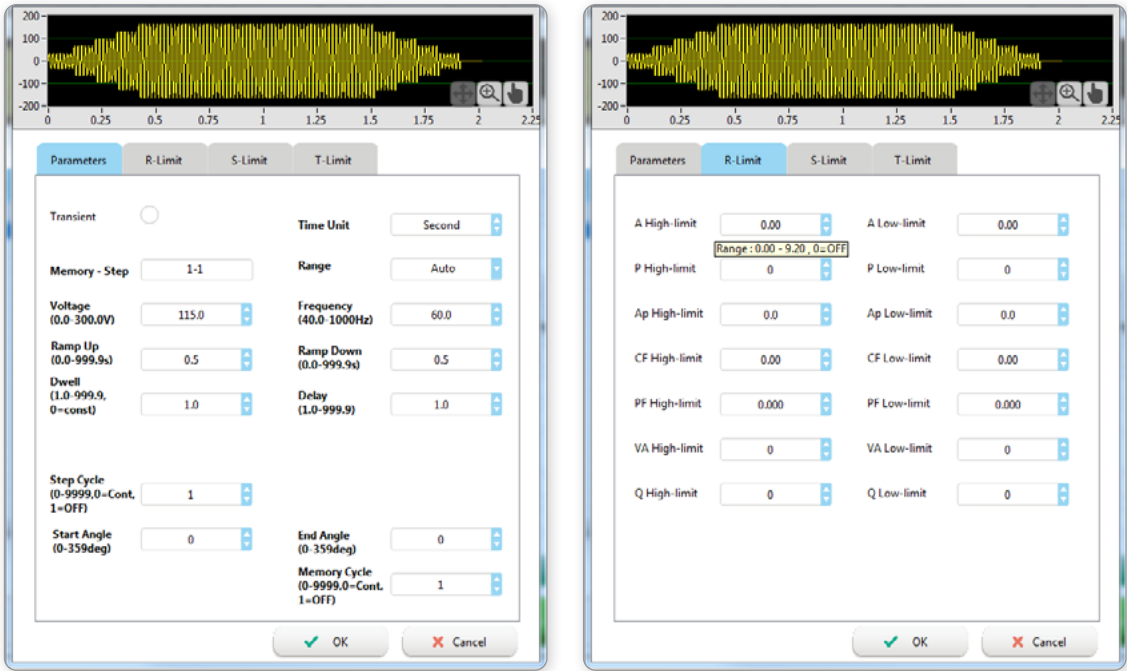 200
100
0
-100
-200
0 0.25 0.5 0.75 1 1.25 1.5 1.75 2 2.25
Parameters R-Limit S-Limit T-Limit
Transient
Time Unit Second
Memory - Step 1-1
Range Auto
Voltage
(0.0-300.0V) 115.0
Frequency
(40.0-1000Hz) 60.0
Ramp Up
(0.0-999.9s) 0.5
Ramp Down
(0.0-999.9s) 0.5
Dwell
(1.0-999.9,
0=const) 1.0
Delay
(1.0-999.9) 1.0
Step Cycle
(0-9999,0=Cont,
1=OFF) 1
Start Angle
(0-359deg) 0
End Angle
(0-359deg) 0
Memory Cycle
(0-9999,0=Cont,
1=OFF) 1
OK Cancel
200
100
0
-100
-200
0 0.25 0.5 0.75 1 1.25 1.5 1.75 2 2.25
Parameters R-Limit S-Limit T-Limit
A High-limit 0.00 A Low-limit 0.00
Range : 0.00 - 9.20 , 0=OFF
P High-limit 0 P Low-limit 0
Ap High-limit 0.0 Ap Low-limit 0.0
CF High-limit 0.00 CF Low-limit 0.00
PF High-limit 0.000 PF Low-limit 0.000
VA High-limit 0 VA Low-limit 0
Q High-limit 0 Q Low-limit 0
OK Cancel